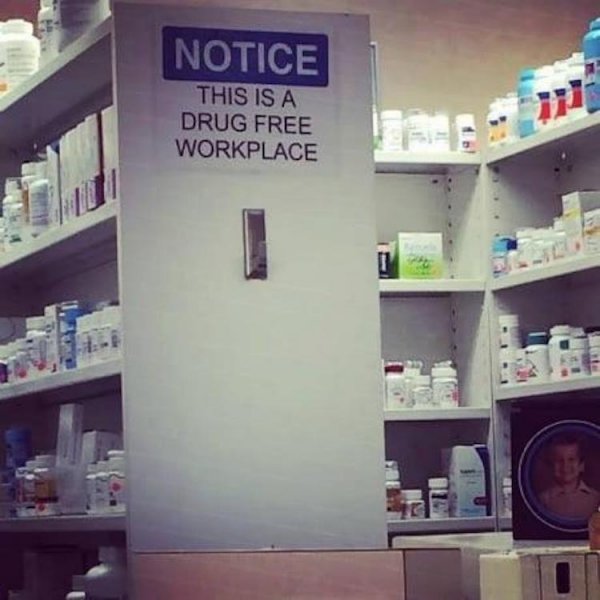 NOTICE
THIS IS A
DRUG FREE
WORKPLACE